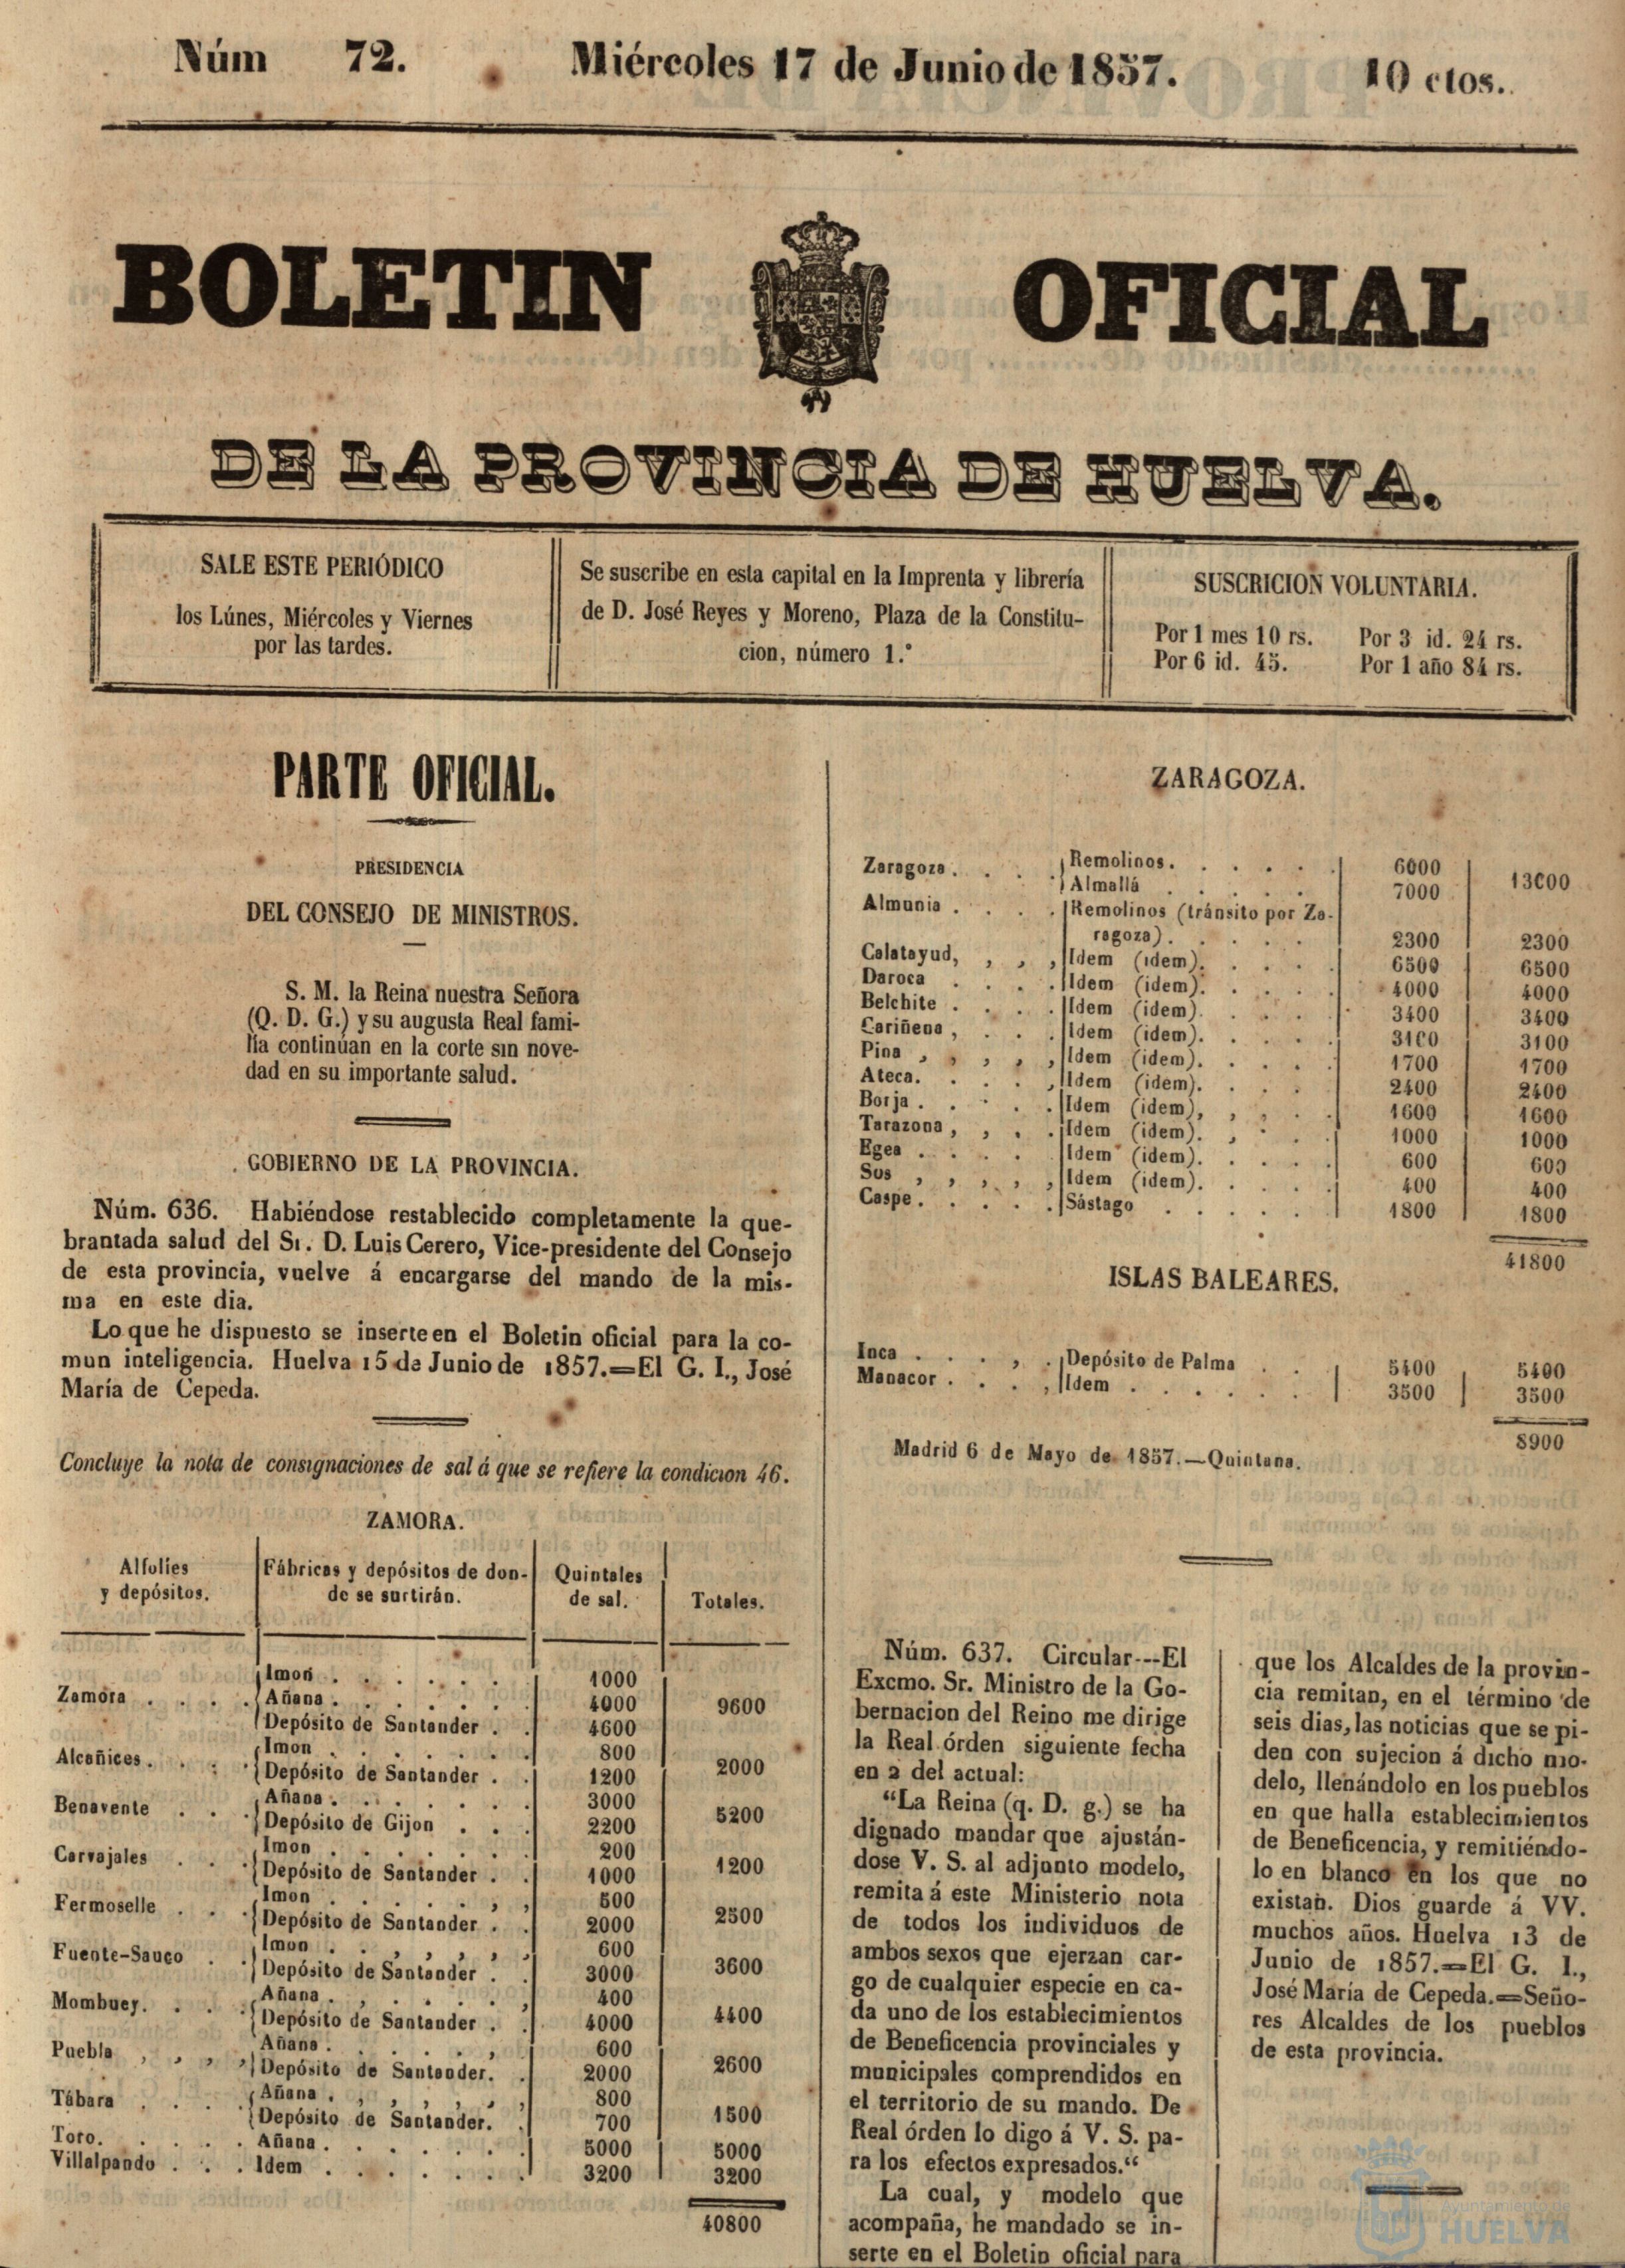 Núm 72. Miércoles 17 de Junio de 1857. 10 ctos.
BOLETIN OFICIAL
DE LA PROVINCIA DE HUELVA.
SALE ESTE PERIÓDICO
los Lúnes, Miércoles y Viernes
por las tardes.
Se suscribe en esta capital en la Imprenta y librería
de D. José Reyes y Moreno, Plaza de la Constitu-
cion, número 1.°
SUSCRICION VOLUNTARIA.
Por 1 mes 10 rs. Por 3 id. 24 rs.
Por 6 id. 45. Por 1 año 84 rs.
PARTE OFICIAL.
PRESIDENCIA
DEL CONSEJO DE MINISTROS.
S. M. la Reina nuestra Señora
(Q. D. G.) y su augusta Real fami-
lia continúan en la corte sin nove-
dad en su importante salud.
GOBIERNO DE LA PROVINCIA.
Núm. 636. Habiéndose restablecido completamente la que-
brantada salud del Sr. D. Luis Cerero, Vice-presidente del Consejo
de esta provincia, vuelve á encargarse del mando de la mis-
ma en este dia.
Lo que he dispuesto se inserte en el Boletin oficial para la co-
mun inteligencia. Huelva 15 de Junio de 1857.=El G. I., José
María de Cepeda.
Concluye la nota de consignaciones de sal á que se refiere la condicion 46.
ZAMORA.
Alfolíes y depósitos. Fábricas y depósitos de don-de se surtirán. Quintales de sal. Totales.
Zamora . . . . Imon . . . . . . 1000
Añana . . . . . . 4000 9600
Depósito de Santander . . 4600
Alcañices . . . Imon . . . . . . 800
Depósito de Santander . . 1200 2000
Benavente . . . Añana . . . . . . 3000
Depósito de Gijon . . . 2200 5200
Carvajales . . . Imon . . . . . . 200
Depósito de Santander . . 1000 1200
Fermoselle . . . Imon . . . . , , 500
Depósito de Santander . . 2000 2500
Fuente-Sauco . . Imon . . , , , , 600
Depósito de Santander . . 3000 3600
Mombuey. . . . Añana . , . . . , 400
Depósito de Santander . . 4000 4400
Puebla , , , , Añana . . . . . , 600
Depósito de Santander. . 2000 2600
Tábara . . . . Añana . , , , , , 800
Depósito de Santander. . 700 1500
Toro. . . . . Añana . . . . . . 5000 5000
Villalpando . . . Idem . . . . . . . 3200 3200
40800
ZARAGOZA.
Zaragoza . . . . Remolinos . . . . . 6000
Almallá . . . . . 7000 13000
Almunia . . . . Remolinos (tránsito por Za-
ragoza) . . . . . 2300 2300
Calatayud, , , , Idem (idem). . . . . 6500 6500
Daroca . . . . Idem (idem). . . . . 4000 4000
Belchite . . . . Idem (idem). . . . . 3400 3400
Cariñena , . . . Idem (idem). . . . . 3100 3100
Pina , , , , , Idem (idem). . . . . 1700 1700
Ateca. . . . , Idem (idem). . . . . 2400 2400
Borja . . . . . Idem (idem), , , . . 1600 1600
Tarazona , , , . Idem (idem). , . . . 1000 1000
Egea . . . . . Idem (idem). . . . . 600 600
Sos , , , , , Idem (idem). . . . . 400 400
Caspe. . . . . Sástago . . . . . . 1800 1800
41800
ISLAS BALEARES.
Inca . . . , . Depósito de Palma . . 5400 5400
Manacor . . . , Idem . . . . . . 3500 3500
8900
Madrid 6 de Mayo de 1857.—Quintana.
Núm. 637. Circular---El
Excmo. Sr. Ministro de la Go-
bernacion del Reino me dirige
la Real órden siguiente fecha
en 2 del actual:
“La Reina (q. D. g.) se ha
dignado mandar que ajustán-
dose V. S. al adjunto modelo,
remita á este Ministerio nota
de todos los individuos de
ambos sexos que ejerzan car-
go de cualquier especie en ca-
da uno de los establecimientos
de Beneficencia provinciales y
municipales comprendidos en
el territorio de su mando. De
Real órden lo digo á V. S. pa-
ra los efectos expresados.“
La cual, y modelo que
acompaña, he mandado se in-
serte en el Boletin oficial para
que los Alcaldes de la provin-
cia remitan, en el término de
seis dias, las noticias que se pi-
den con sujecion á dicho mo-
delo, llenándolo en los pueblos
en que halla establecimientos
de Beneficencia, y remitiéndo-
lo en blanco en los que no
existan. Dios guarde á VV.
muchos años. Huelva 13 de
Junio de 1857.=El G. I.,
José María de Cepeda.=Seño-
res Alcaldes de los pueblos
de esta provincia.
Ayuntamiento de
HUELVA